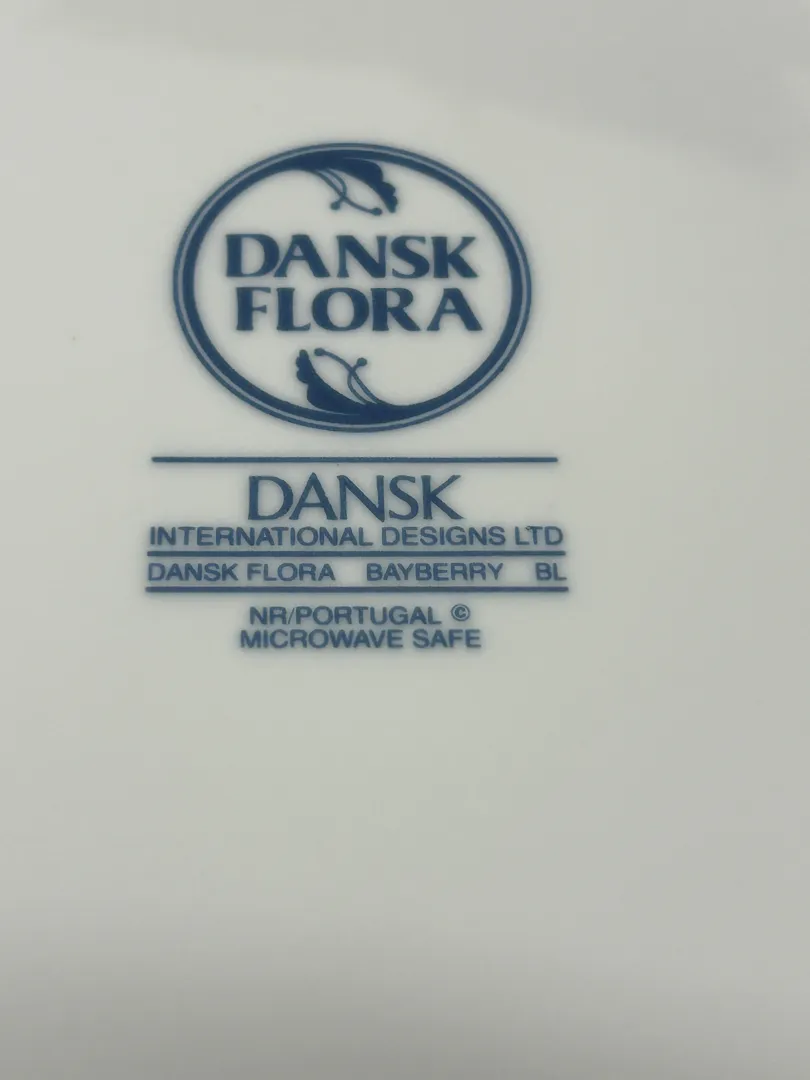 DANSK
FLORA
DANSK
INTERNATIONAL DESIGNS LTD
DANSK FLORA BAYBERRY BL
NR/PORTUGAL ©
MICROWAVE SAFE